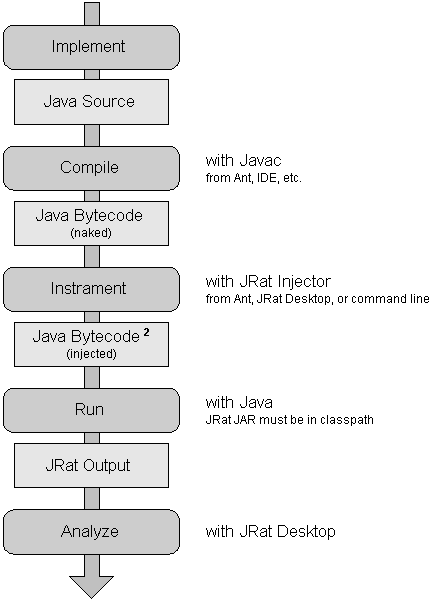 Implement
Java Source
Compile
with Javac
from Ant, IDE, etc.
Java Bytecode
(naked)
Instrament
with JRat Injector
from Ant, JRat Desktop, or command line
Java Bytecode 2
(injected)
Run
with Java
JRat JAR must be in classpath
JRat Output
Analyze
with JRat Desktop